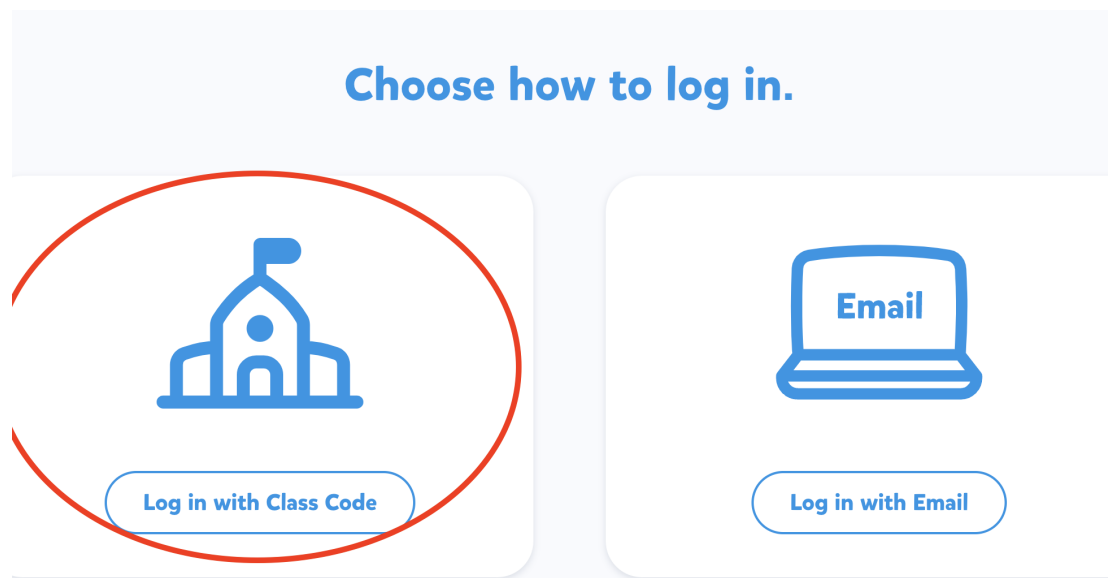 Choose how to log in.
Email
Log in with Class Code
Log in with Email